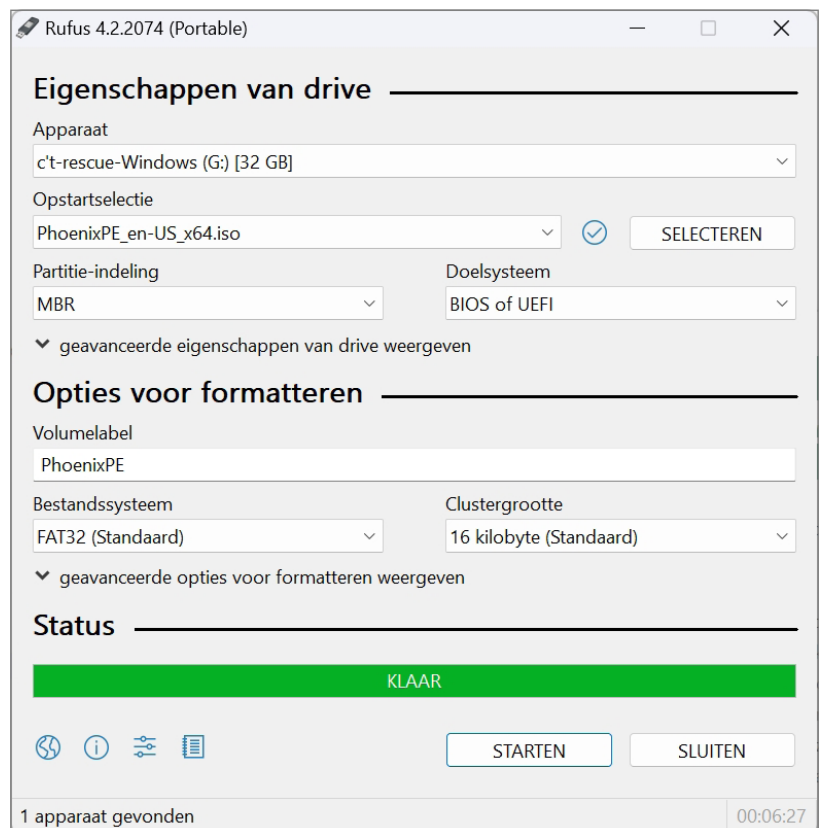 Rufus 4.2.2074 (Portable)
Eigenschappen van drive
Apparaat
c't-rescue-Windows (G:) [32 GB]
Opstartselectie
PhoenixPE_en-US_x64.iso
SELECTEREN
Partitie-indeling
Doelsysteem
MBR
BIOS of UEFI
geavanceerde eigenschappen van drive weergeven
Opties voor formatteren
Volumelabel
PhoenixPE
Bestandssysteem
Clustergrootte
FAT32 (Standaard)
16 kilobyte (Standaard)
geavanceerde opties voor formatteren weergeven
Status
KLAAR
STARTEN
SLUITEN
1 apparaat gevonden
00:06:27